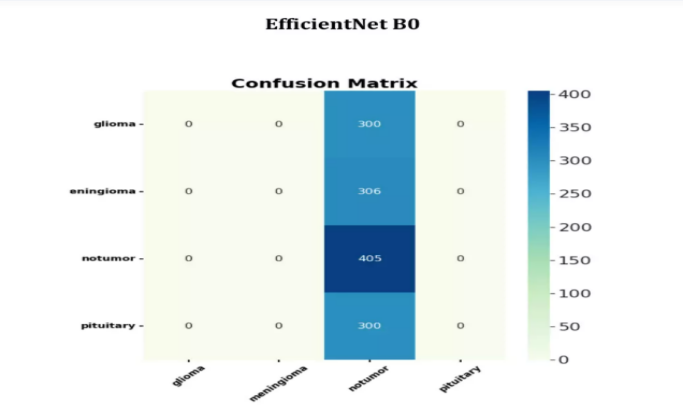 EfficientNet B0
Confusion Matrix
glioma 0 0 300 0
eningioma 0 0 306 0
notumor 0 0 405 0
pituitary 0 0 300 0
glioma meningioma notumor pituitary
400
350
300
250
200
150
100
50
0